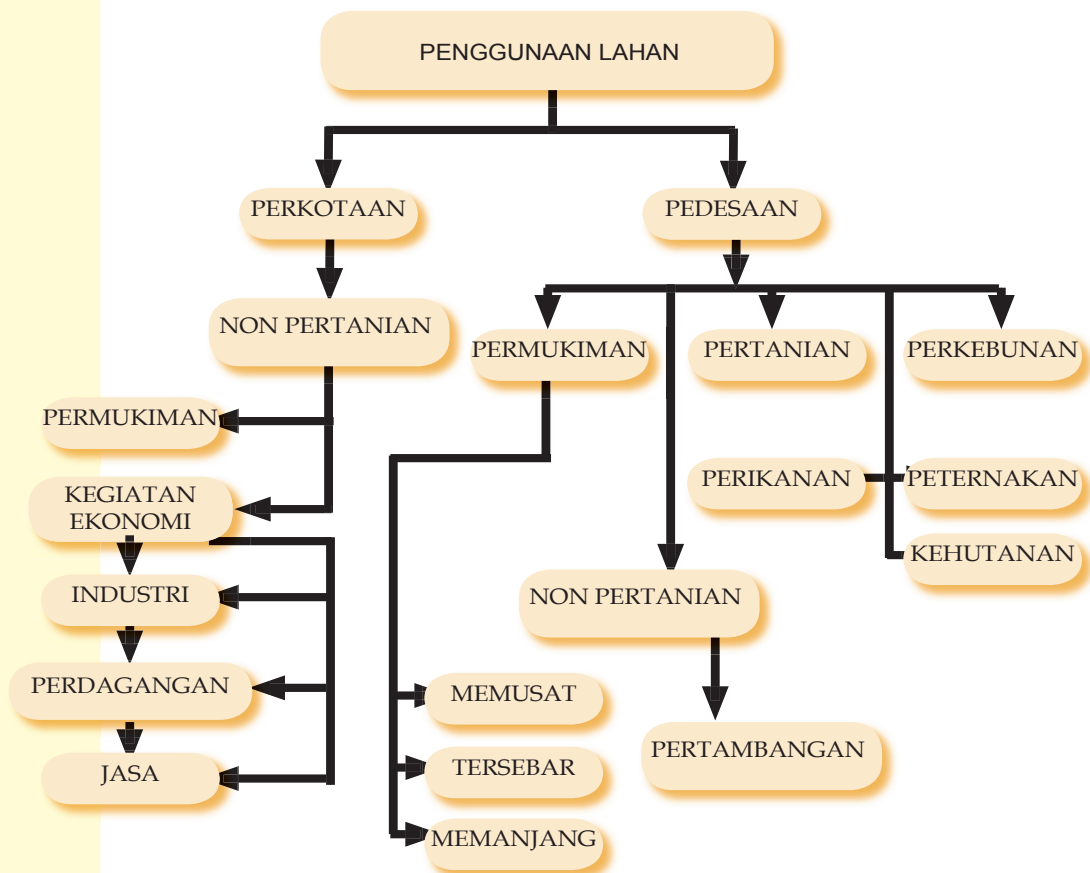 PENGGUNAAN LAHAN
PERKOTAAN
PEDESAAN
NON PERTANIAN
PERMUKIMAN
PERTANIAN
PERKEBUNAN
PERMUKIMAN
PERIKANAN
PETERNAKAN
KEGIATAN
EKONOMI
KEHUTANAN
INDUSTRI
NON PERTANIAN
PERDAGANGAN
MEMUSAT
PERTAMBANGAN
JASA
TERSEBAR
MEMANJANG